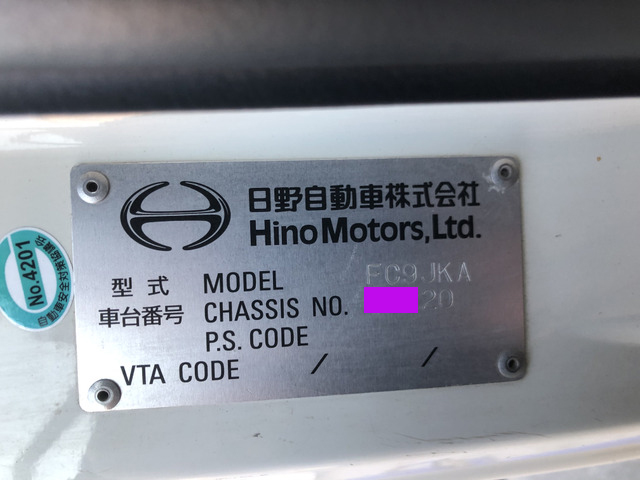 日野自動車株式会社
Hino Motors, Ltd.
型式 MODEL FC9JKA
車台番号 CHASSIS NO. 20
P.S. CODE
VTA CODE / /
No.4201